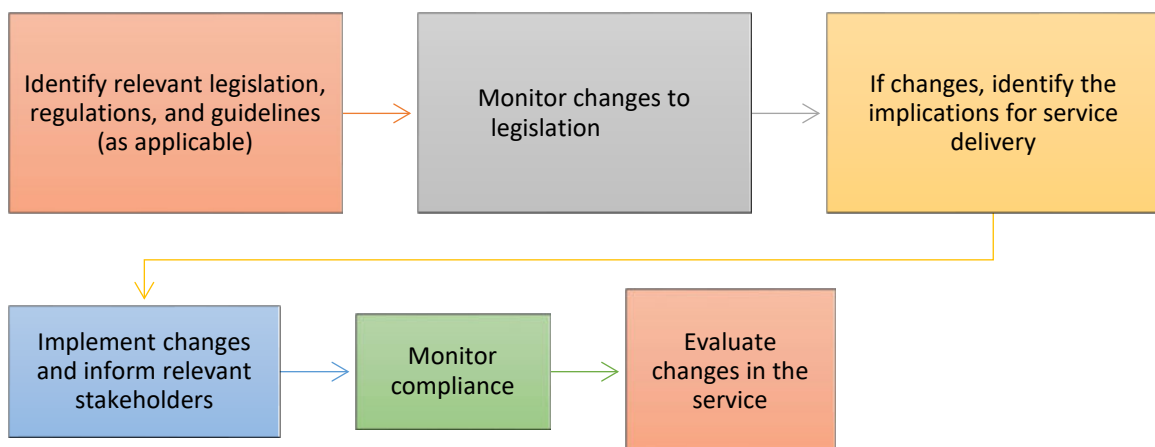 Identify relevant legislation,
regulations, and guidelines
(as applicable)
Monitor changes to
legislation
If changes, identify the
implications for service
delivery
Implement changes
and inform relevant
stakeholders
Monitor
compliance
Evaluate
changes in the
service